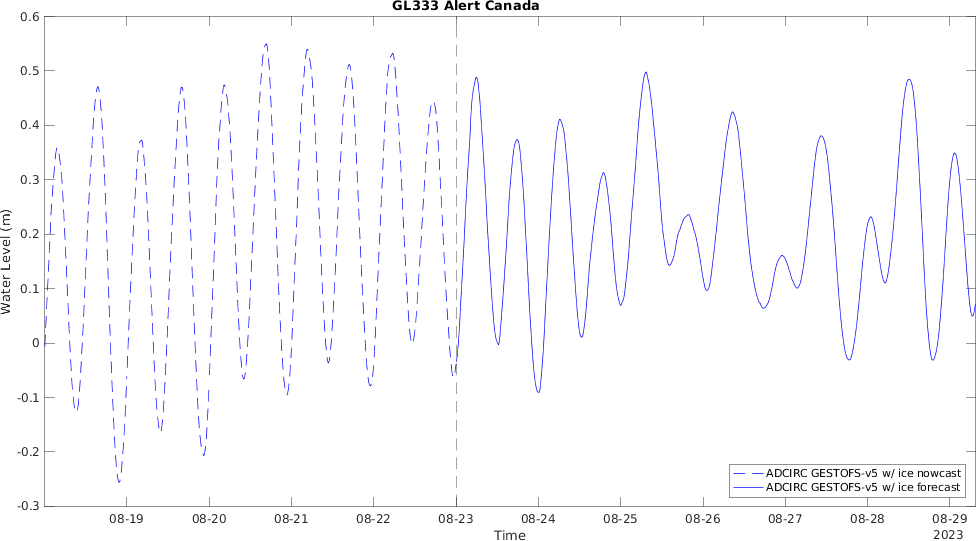 GL333 Alert Canada
0.6
0.5
0.4
0.3
0.2
0.1
0
-0.1
-0.2
-0.3
Water Level (m)
08-19 08-20 08-21 08-22 08-23 08-24 08-25 08-26 08-27 08-28 08-29
2023
Time
ADCIRC GESTOFS-v5 w/ ice nowcast
ADCIRC GESTOFS-v5 w/ ice forecast